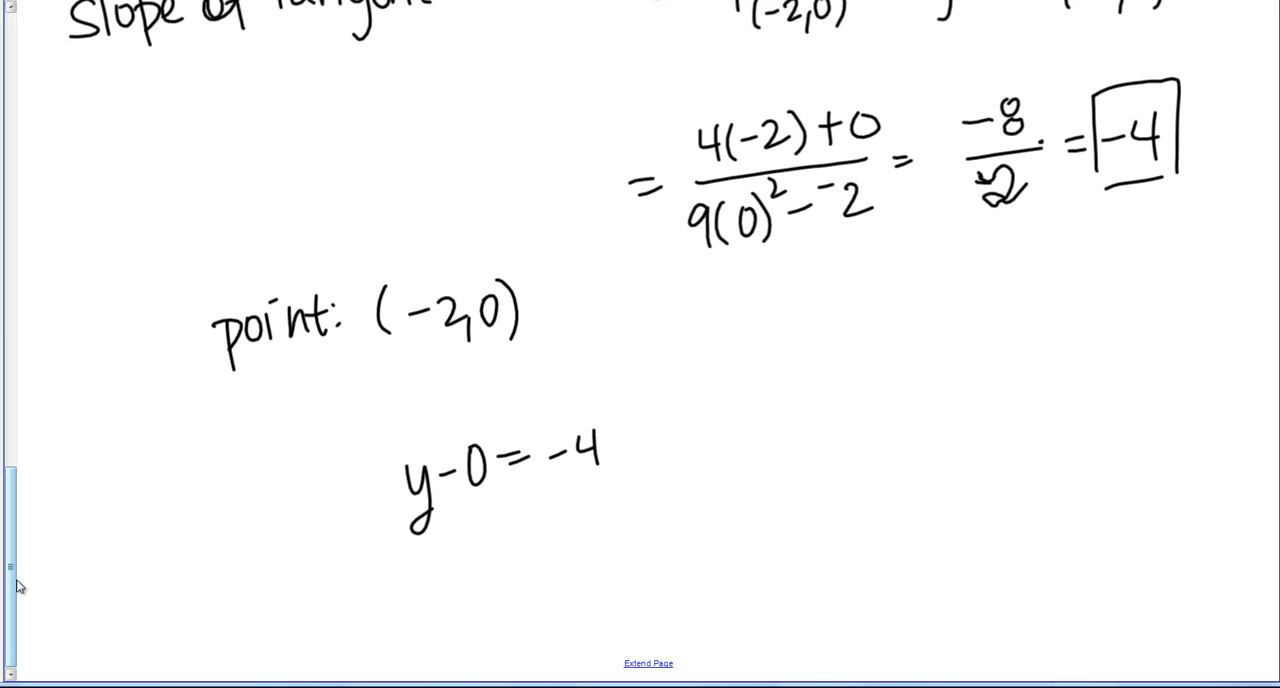 slope of tangent (-2,0)
= 4(-2)+0 / 9(0)² - -2 = -8 / 2 = -4
point: (-2,0)
y-0 = -4
Extend Page